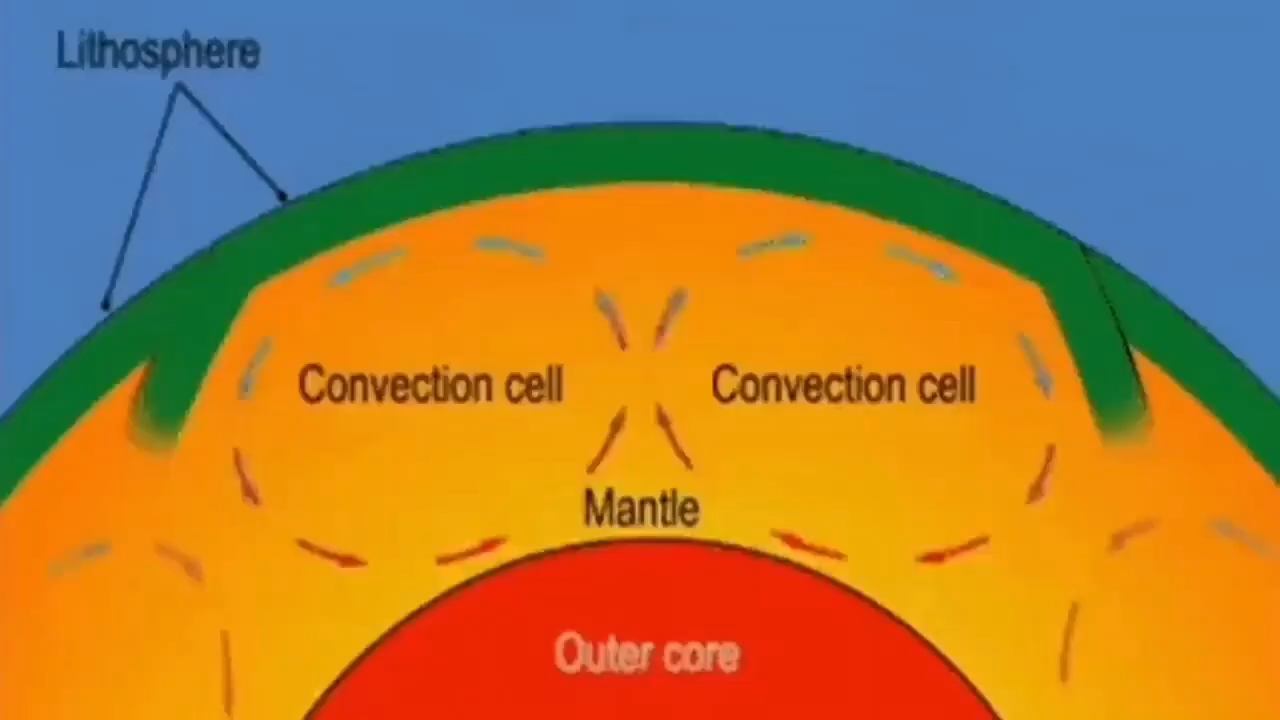 Lithosphere
Convection cell
Convection cell
Mantle
Outer core